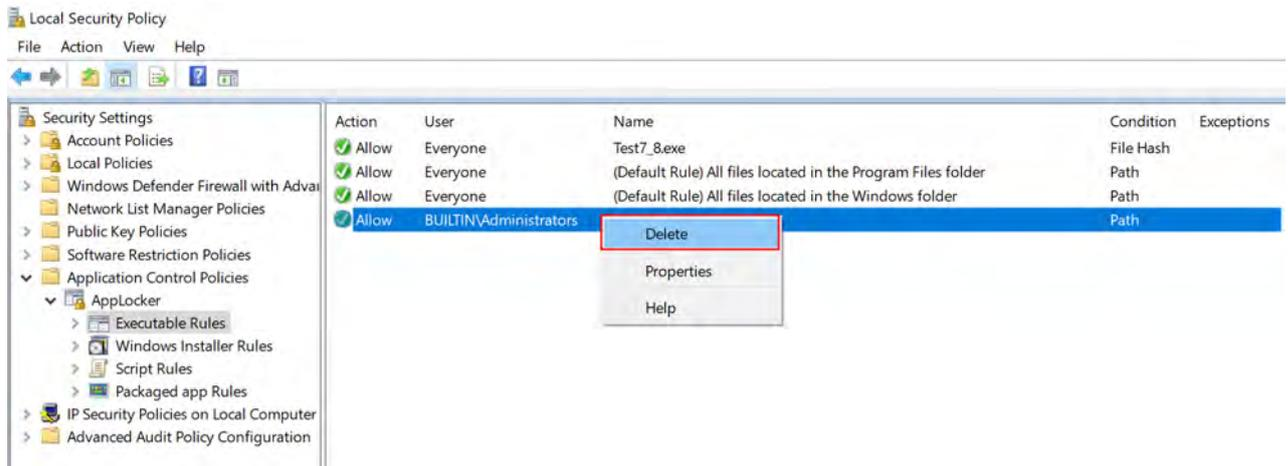 Local Security Policy
File Action View Help
Security Settings
Account Policies
Local Policies
Windows Defender Firewall with Advar
Network List Manager Policies
Public Key Policies
Software Restriction Policies
Application Control Policies
AppLocker
Executable Rules
Windows Installer Rules
Script Rules
Packaged app Rules
IP Security Policies on Local Computer
Advanced Audit Policy Configuration
Action User Name Condition Exceptions
Allow Everyone Test7_8.exe File Hash
Allow Everyone (Default Rule) All files located in the Program Files folder Path
Allow Everyone (Default Rule) All files located in the Windows folder Path
Allow BUILTIN\Administrators Path
Delete
Properties
Help